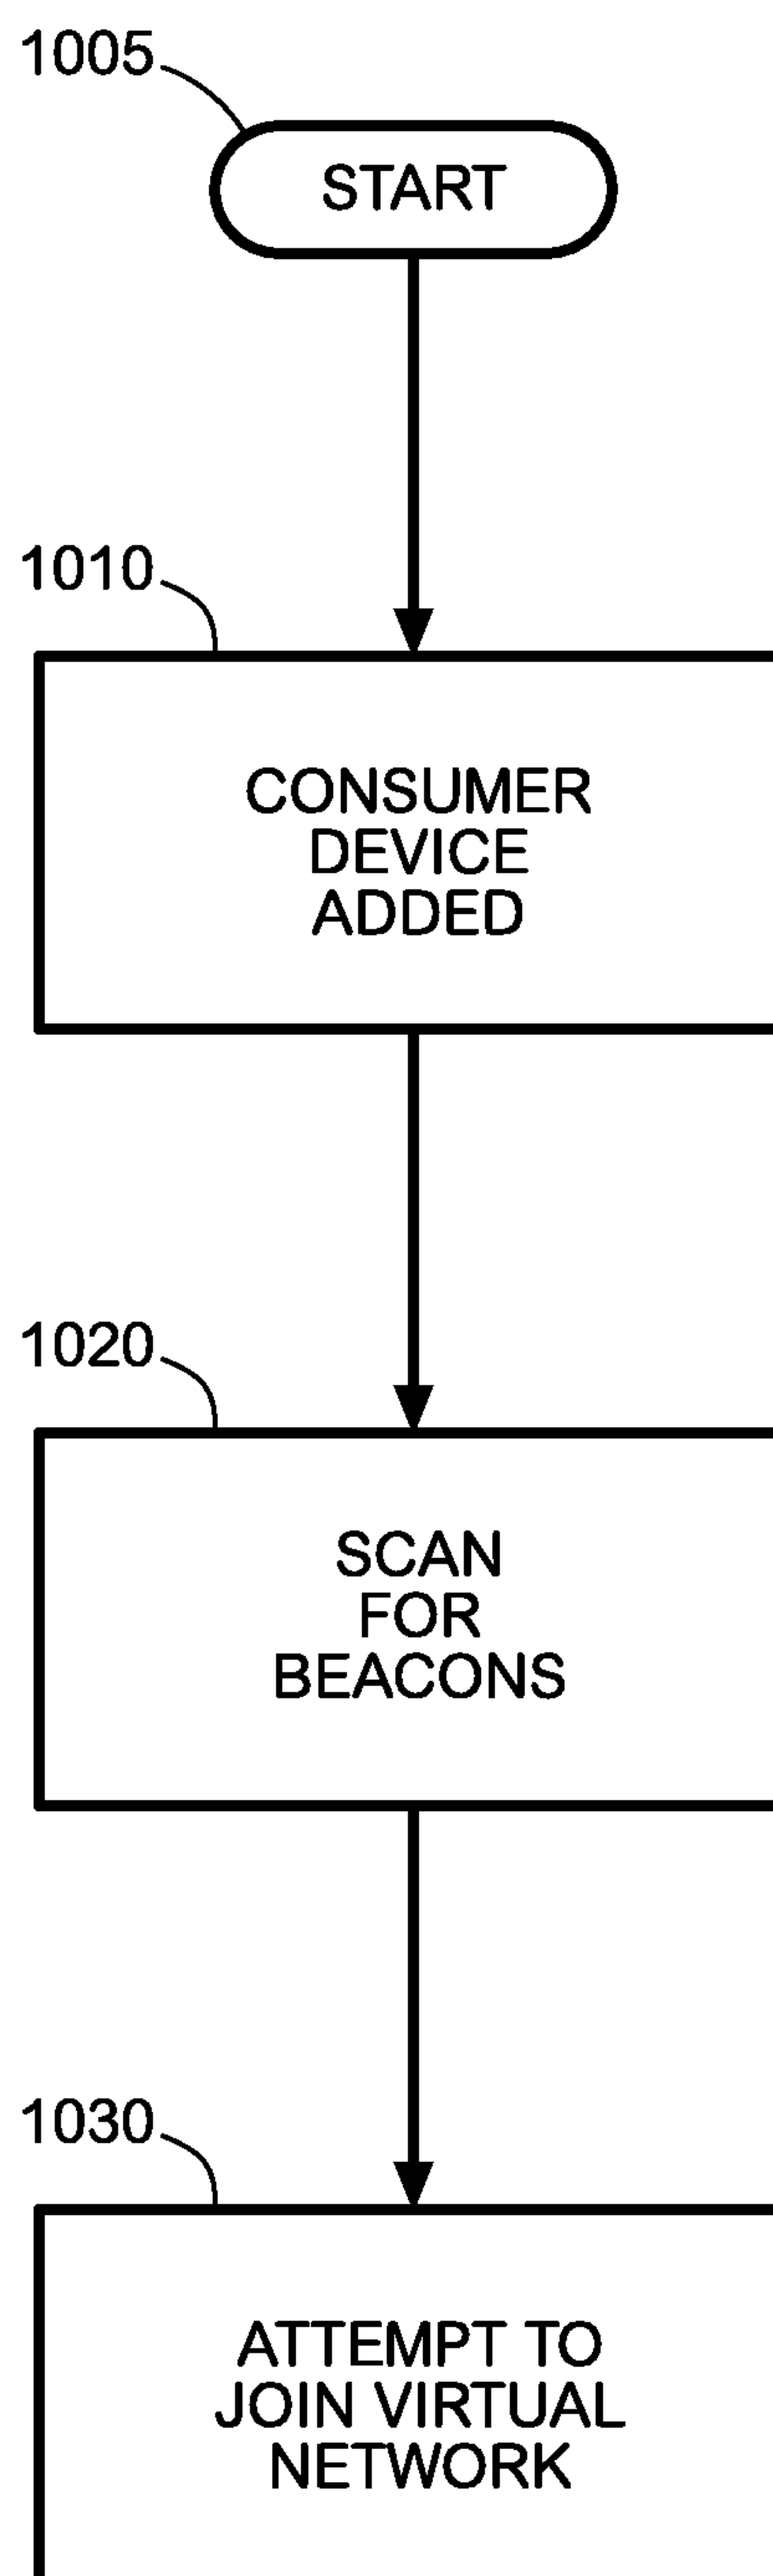 1005
START
1010
CONSUMER
DEVICE
ADDED
1020
SCAN
FOR
BEACONS
1030
ATTEMPT TO
JOIN VIRTUAL
NETWORK